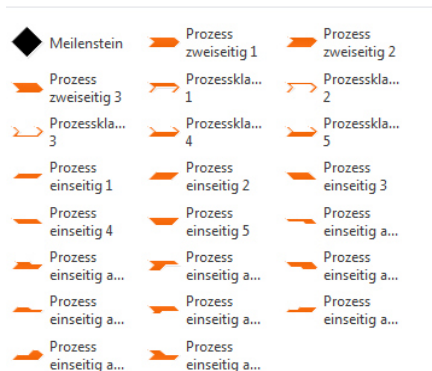 Meilenstein
Prozess
zweiseitig 1
Prozess
zweiseitig 2
Prozess
zweiseitig 3
Prozesskla...
1
Prozesskla...
2
Prozesskla...
3
Prozesskla...
4
Prozesskla...
5
Prozess
einseitig 1
Prozess
einseitig 2
Prozess
einseitig 3
Prozess
einseitig 4
Prozess
einseitig 5
Prozess
einseitig a...
Prozess
einseitig a...
Prozess
einseitig a...
Prozess
einseitig a...
Prozess
einseitig a...
Prozess
einseitig a...
Prozess
einseitig a...
Prozess
einseitig a...
Prozess
einseitig a...